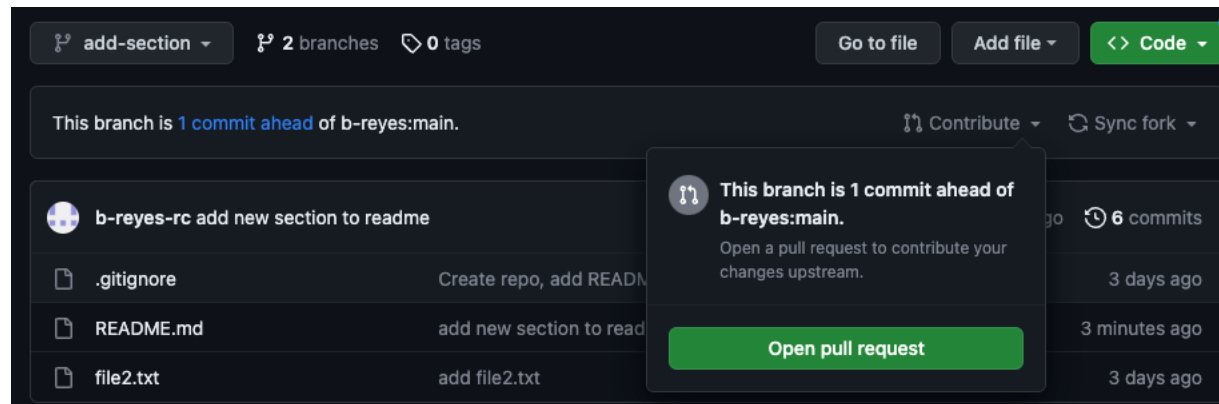 add-section 2 branches 0 tags Go to file Add file Code
This branch is 1 commit ahead of b-reyes:main. Contribute Sync fork
This branch is 1 commit ahead of
b-reyes:main.
Open a pull request to contribute your
changes upstream.
Open pull request
b-reyes-rc add new section to readme go 6 commits
.gitignore Create repo, add README 3 days ago
README.md add new section to read 3 minutes ago
file2.txt add file2.txt 3 days ago